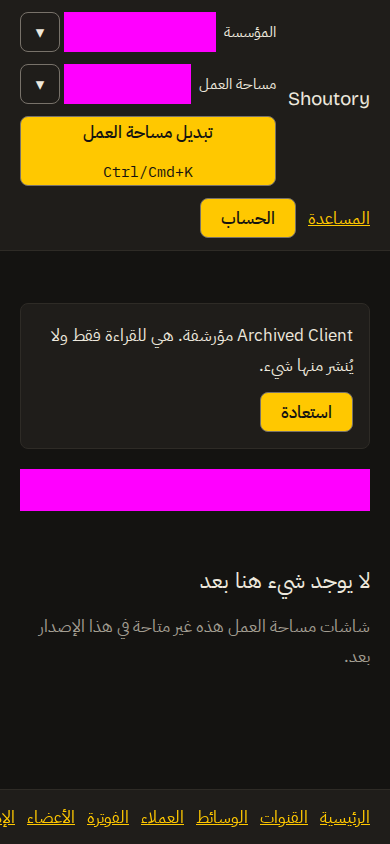 المؤسسة
▼
Shoutory
مساحة العمل
▼
تبديل مساحة العمل
Ctrl/Cmd+K
المساعدة
الحساب
Archived Client مؤرشفة. هي للقراءة فقط ولا
يُنشر منها شيء.
استعادة
لا يوجد شيء هنا بعد
شاشات مساحة العمل هذه غير متاحة في هذا الإصدار
بعد.
الرئيسية القنوات الوسائط العملاء الفوترة الأعضاء